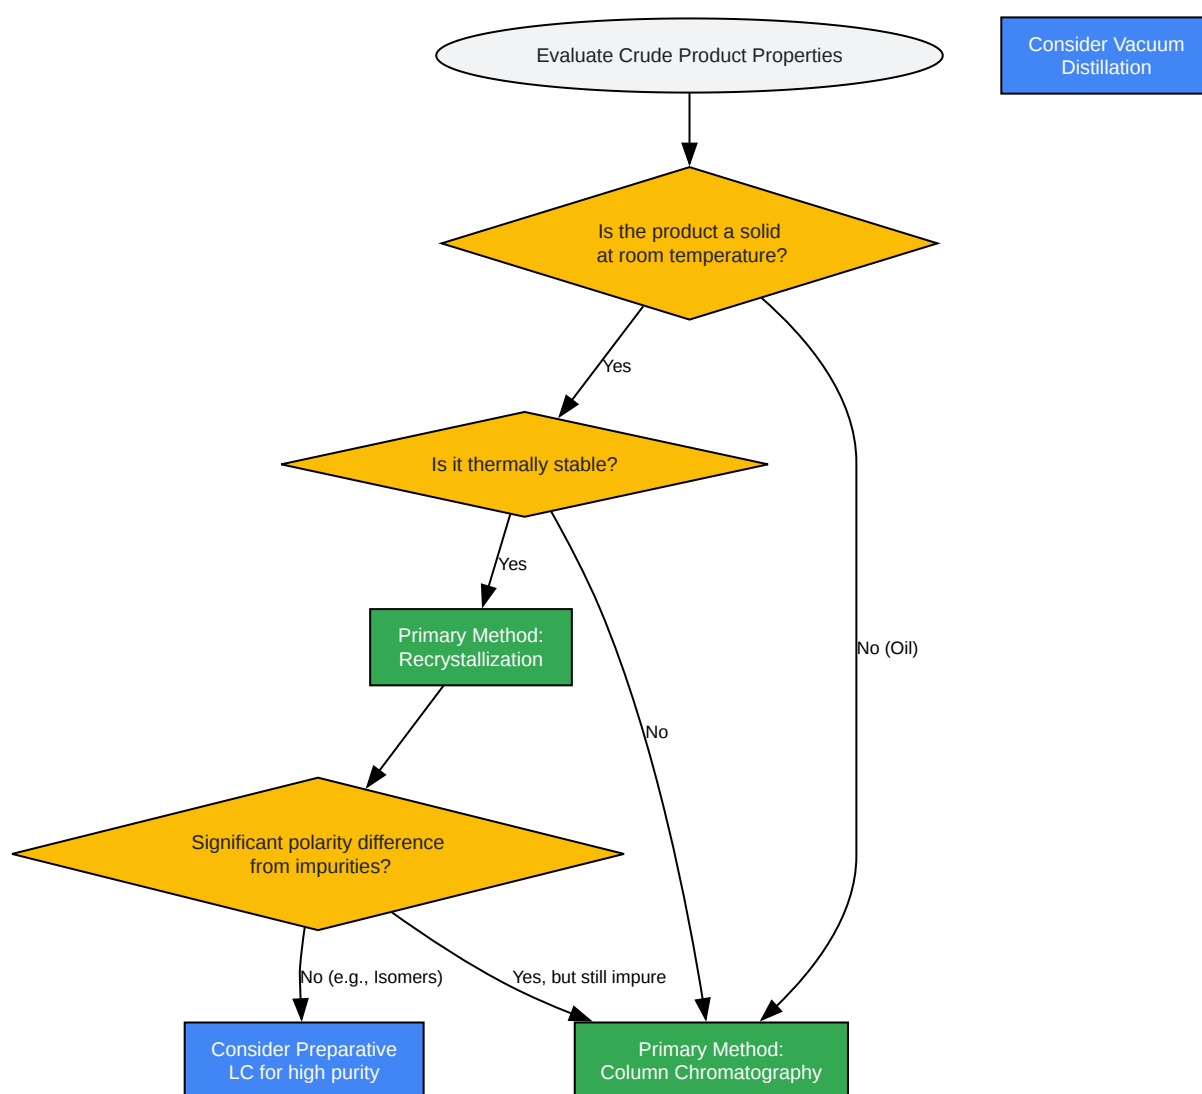 Evaluate Crude Product Properties
Consider Vacuum
Distillation
Is the product a solid
at room temperature?
Yes
Is it thermally stable?
Yes
Primary Method:
Recrystallization
No (Oil)
No
Significant polarity difference
from impurities?
No (e.g., Isomers)
Yes, but still impure
Consider Preparative
LC for high purity
Primary Method:
Column Chromatography